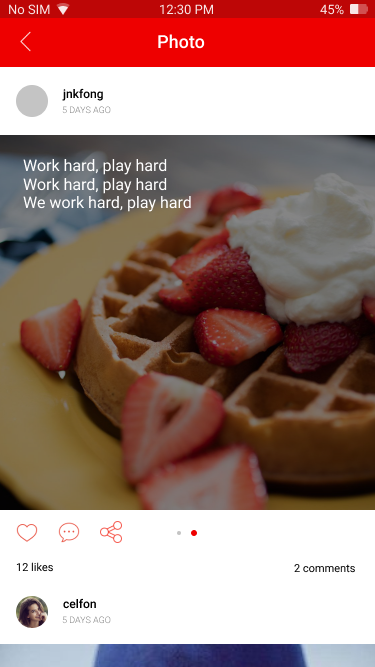 No SIM 12:30 PM 45%
Photo
jnkfong
5 DAYS AGO
Work hard, play hard
Work hard, play hard
We work hard, play hard
12 likes 2 comments
celfon
5 DAYS AGO